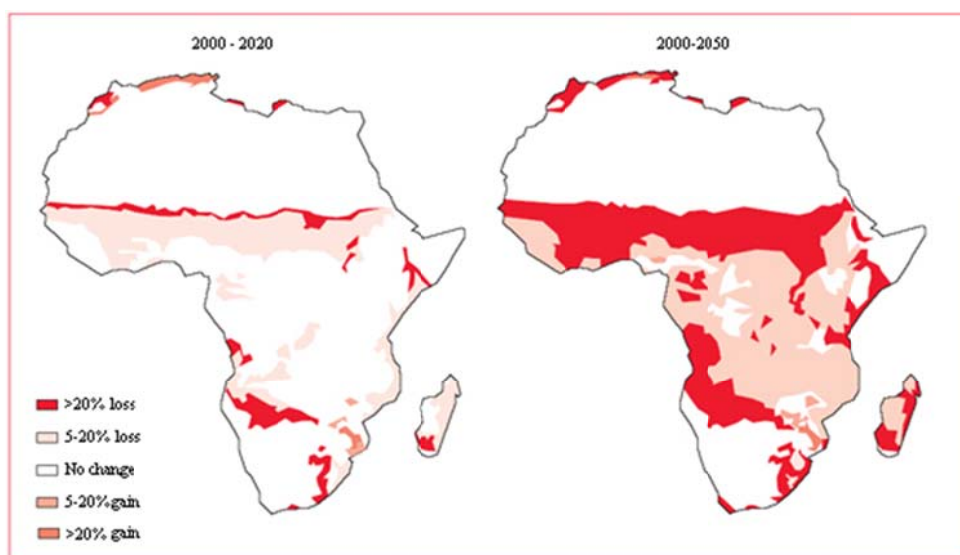 2000 - 2020
2000-2050
>20% loss
5-20% loss
No change
5-20% gain
>20% gain